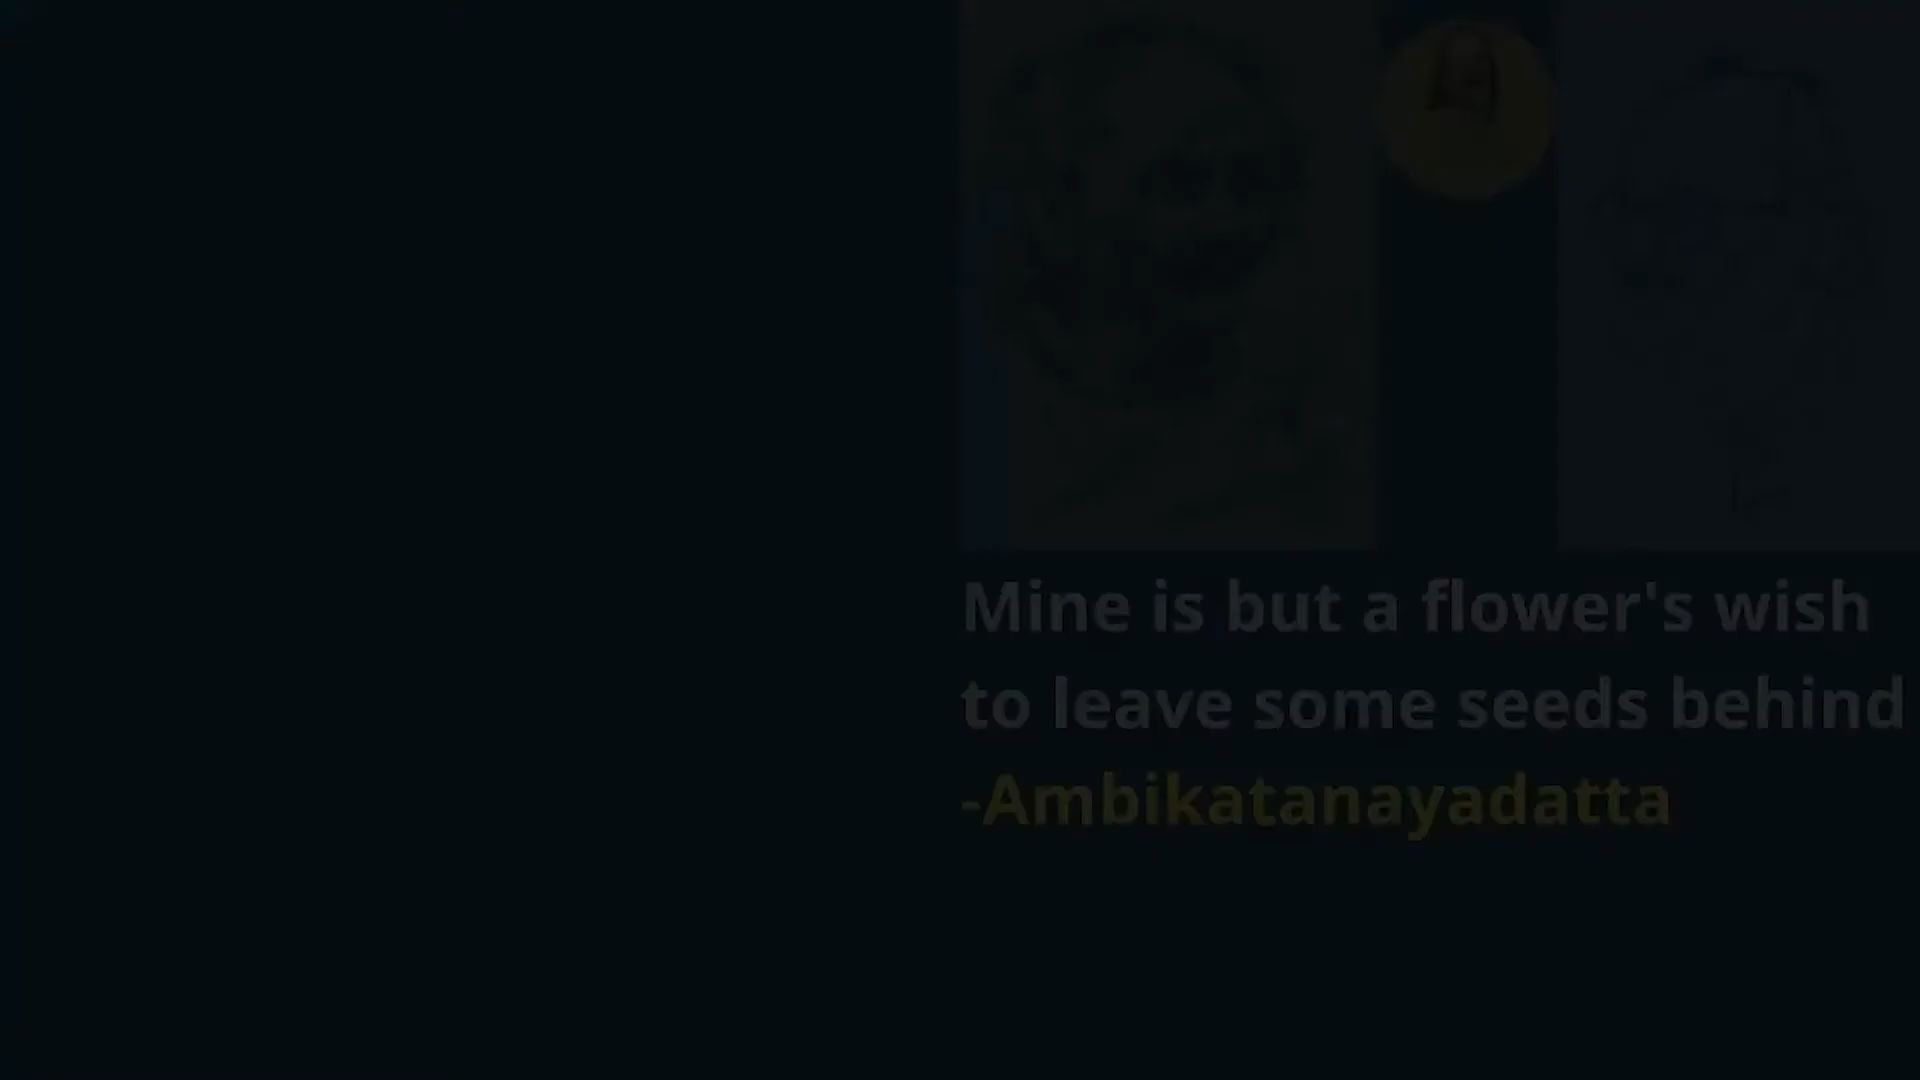 Mine is but a flower's wish
to leave some seeds behind
-Ambikatanayadatta